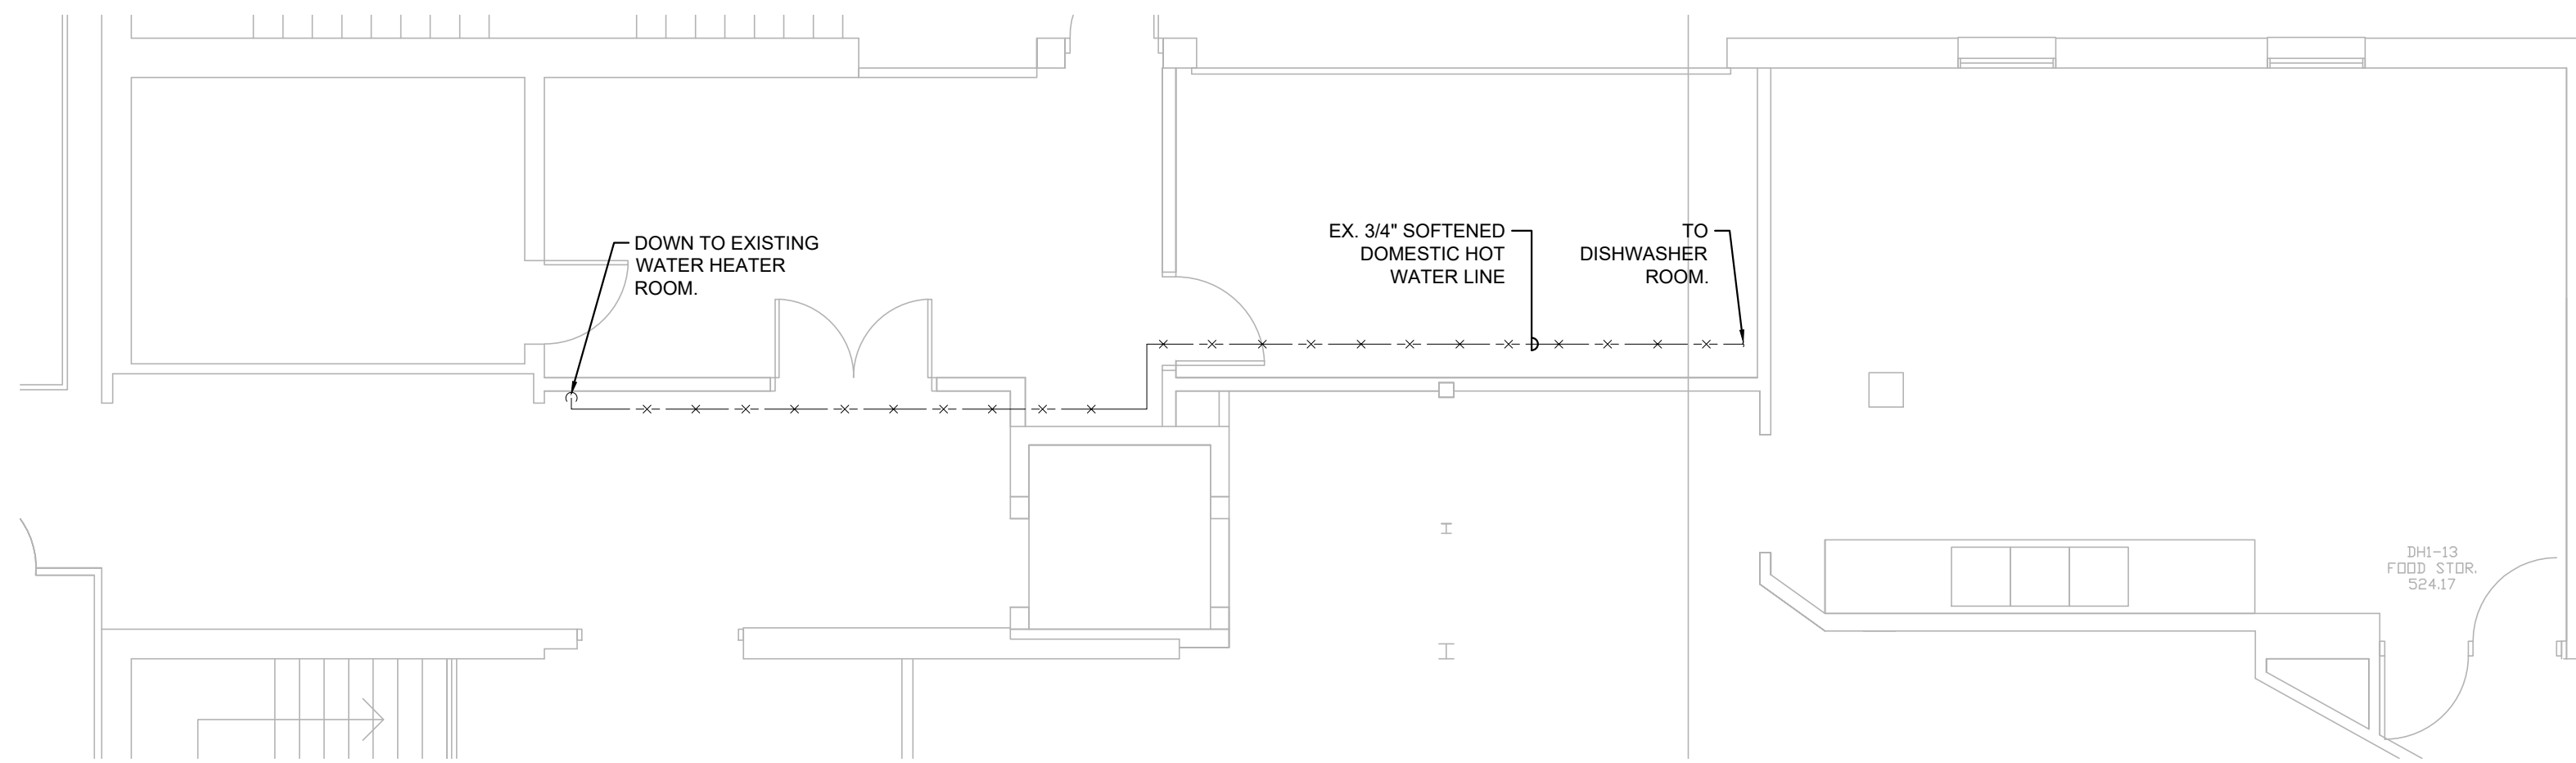 DOWN TO EXISTING
WATER HEATER
ROOM.
EX. 3/4" SOFTENED
DOMESTIC HOT
WATER LINE
TO
DISHWASHER
ROOM.
DH1-13
FOOD STOR.
524.17